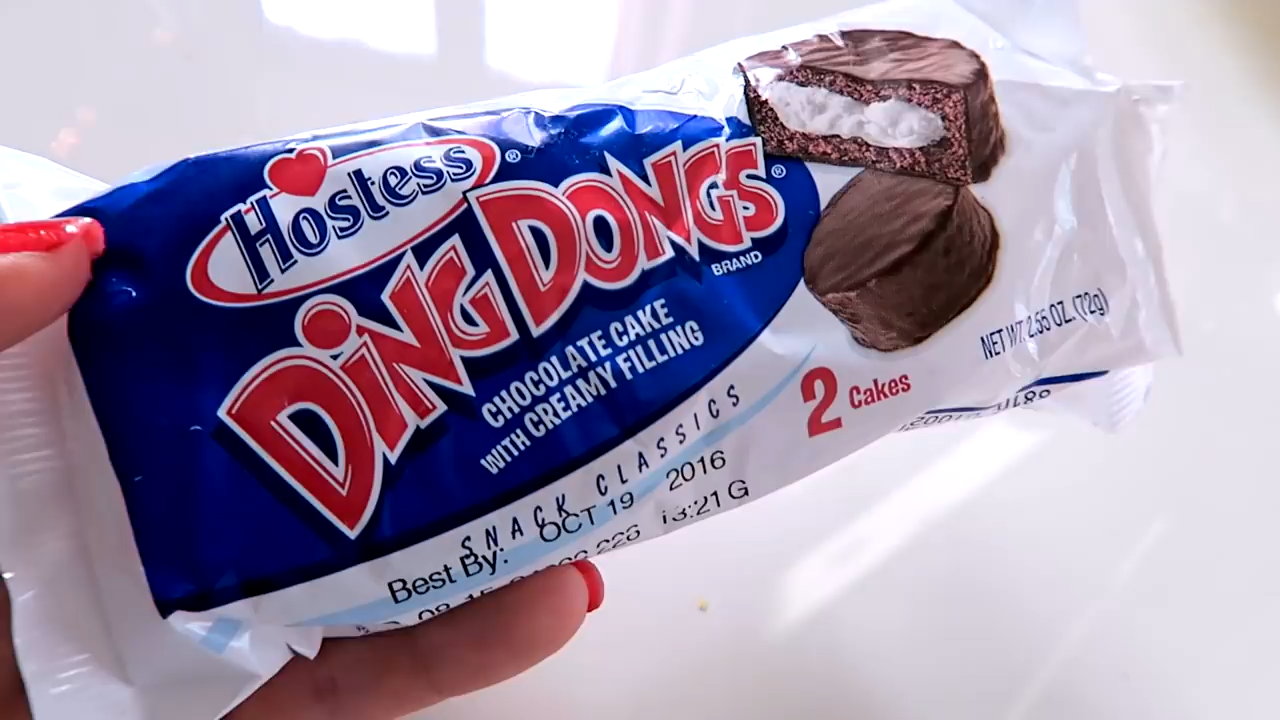 Hostess®
DiNG DONGS®
BRAND
CHOCOLATE CAKE
WITH CREAMY FILLING
SNACK CLASSICS
2 Cakes
NET WT. 2.55 OZ. (72g)
Best By: OCT 19 2016
13:21 G